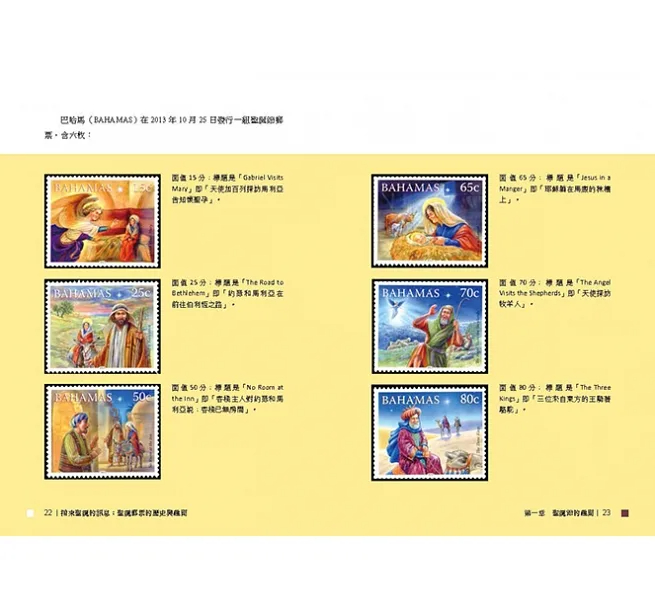 巴哈馬（BAHAMAS）在 2013 年 10 月 25 日發行一組聖誕節郵
票，含六枚：
BAHAMAS 15c
面值 15 分：標題是「Gabriel Visits
Mary」即「天使加百列探訪馬利亞
告知懷聖孕」。
BAHAMAS 25c
面值 25 分：標題是「The Road to
Bethlehem」即「約瑟和馬利亞在
前往伯利恆之路」。
BAHAMAS 50c
面值 50 分：標題是「No Room at
the Inn」即「客棧主人對約瑟和馬
利亞說：客棧已無房間」。
22 | 傳來聖誕的訊息：聖誕郵票的歷史與趣聞
BAHAMAS 65c
面值 65 分：標題是「Jesus in a
Manger」即「耶穌躺在馬廄的秣槽
上」。
BAHAMAS 70c
面值 70 分：標題是「The Angel
Visits the Shepherds」即「天使探訪
牧羊人」。
BAHAMAS 80c
面值 80 分：標題是「The Three
Kings」即「三位來自東方的王騎著
駱駝」。
第一章 聖誕節的趣聞 | 23